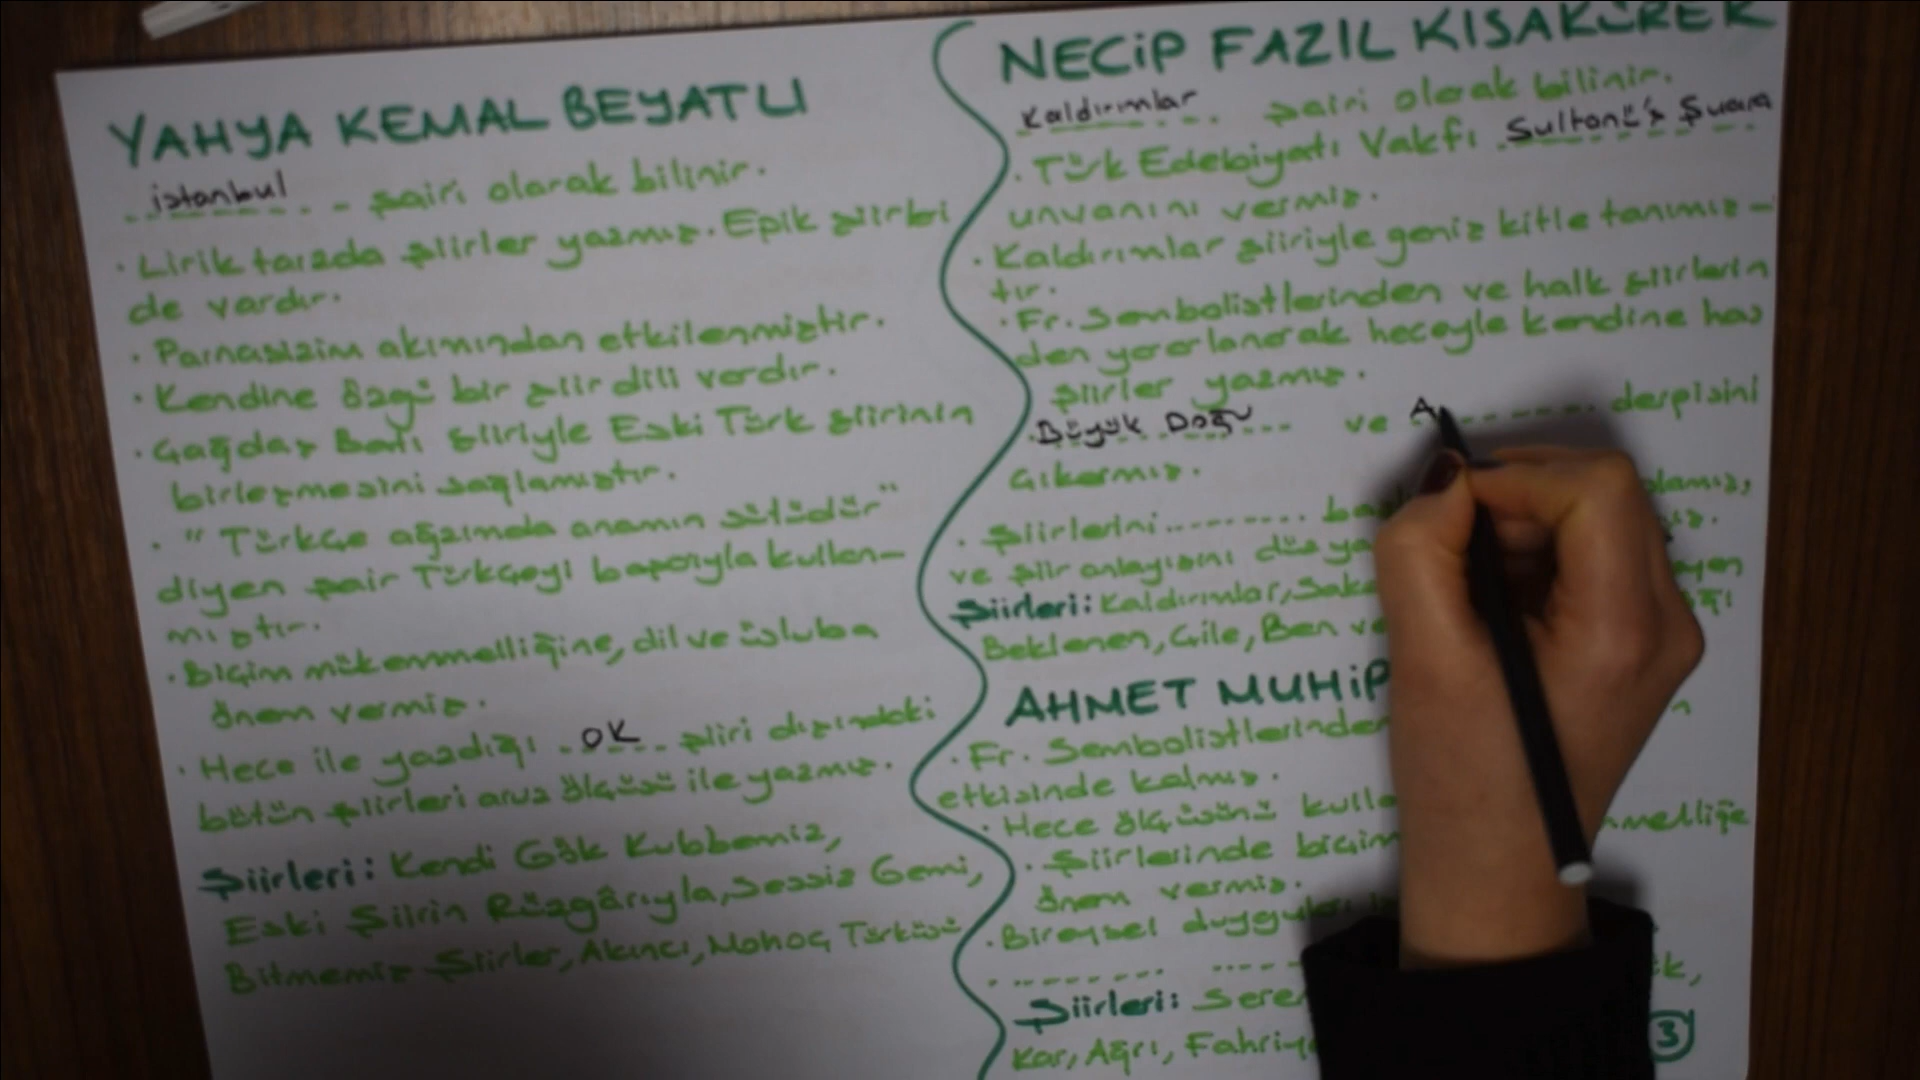 YAHYA KEMAL BEYATLI
istanbul şairi olarak bilinir.
· Lirik tarzda şiirler yazmış. Epik şiirleri
de vardır.
· Parnasizim akımından etkilenmiştir.
· Kendine özgü bir şiir dili vardır.
· Çağdaş Batı şiiriyle Eski Türk şiirinin
birleşmesini sağlamıştır.
· "Türkçe ağzımda anamın sütüdür"
diyen şair Türkçeyi başarıyla kullan-
mıştır.
· Biçim mükemmelliğine, dil ve üsluba
önem vermiş.
· Hece ile yazdığı OK şiiri dışındaki
bütün şiirleri aruz ölçüsü ile yazmış.
Şiirleri: Kendi Gök Kubbemiz,
Eski Şiirin Rüzgârıyla, Sessiz Gemi,
Bitmemiş Şiirler, Akıncı, Mohaç Türküsü
NECİP FAZIL KISAKÜREK
Kaldırımlar şairi olarak bilinir.
· Türk Edebiyatı Vakfı Sultanü'ş Şuara
unvanını vermiş.
· Kaldırımlar şiiriyle geniş kitle tanımış-
tır.
· Fr. Sembolistlerinden ve halk şiirlerin
den yararlanarak heceyle kendine has
şiirler yazmış.
· Büyük Doğu ve A dergisini
çıkarmış.
· Şiirlerini
ve şiir anlayışını
Şiirleri: Kaldırımlar,
Beklenen, Çile, Ben
AHMET MUHİP
· Fr. Sembolistlerinden
etkisinde kalmış.
· Hece ölçüsünü
· Şiirlerinde biçim
önem vermiş.
· Bireysel
Şiirleri:
Kar, Ağrı,
3